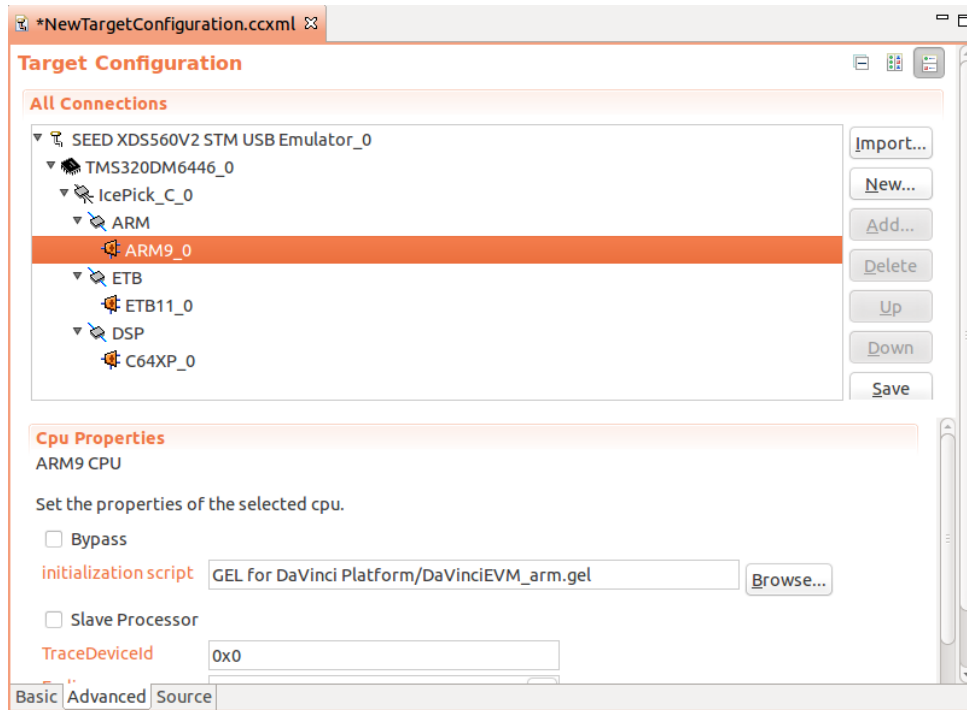 *NewTargetConfiguration.ccxml
Target Configuration
All Connections
SEED XDS560V2 STM USB Emulator_0
TMS320DM6446_0
IcePick_C_0
ARM
ARM9_0
ETB
ETB11_0
DSP
C64XP_0
Import...
New...
Add...
Delete
Up
Down
Save
Cpu Properties
ARM9 CPU
Set the properties of the selected cpu.
Bypass
initialization script GEL for DaVinci Platform/DaVinciEVM_arm.gel Browse...
Slave Processor
TraceDeviceId 0x0
Basic Advanced Source